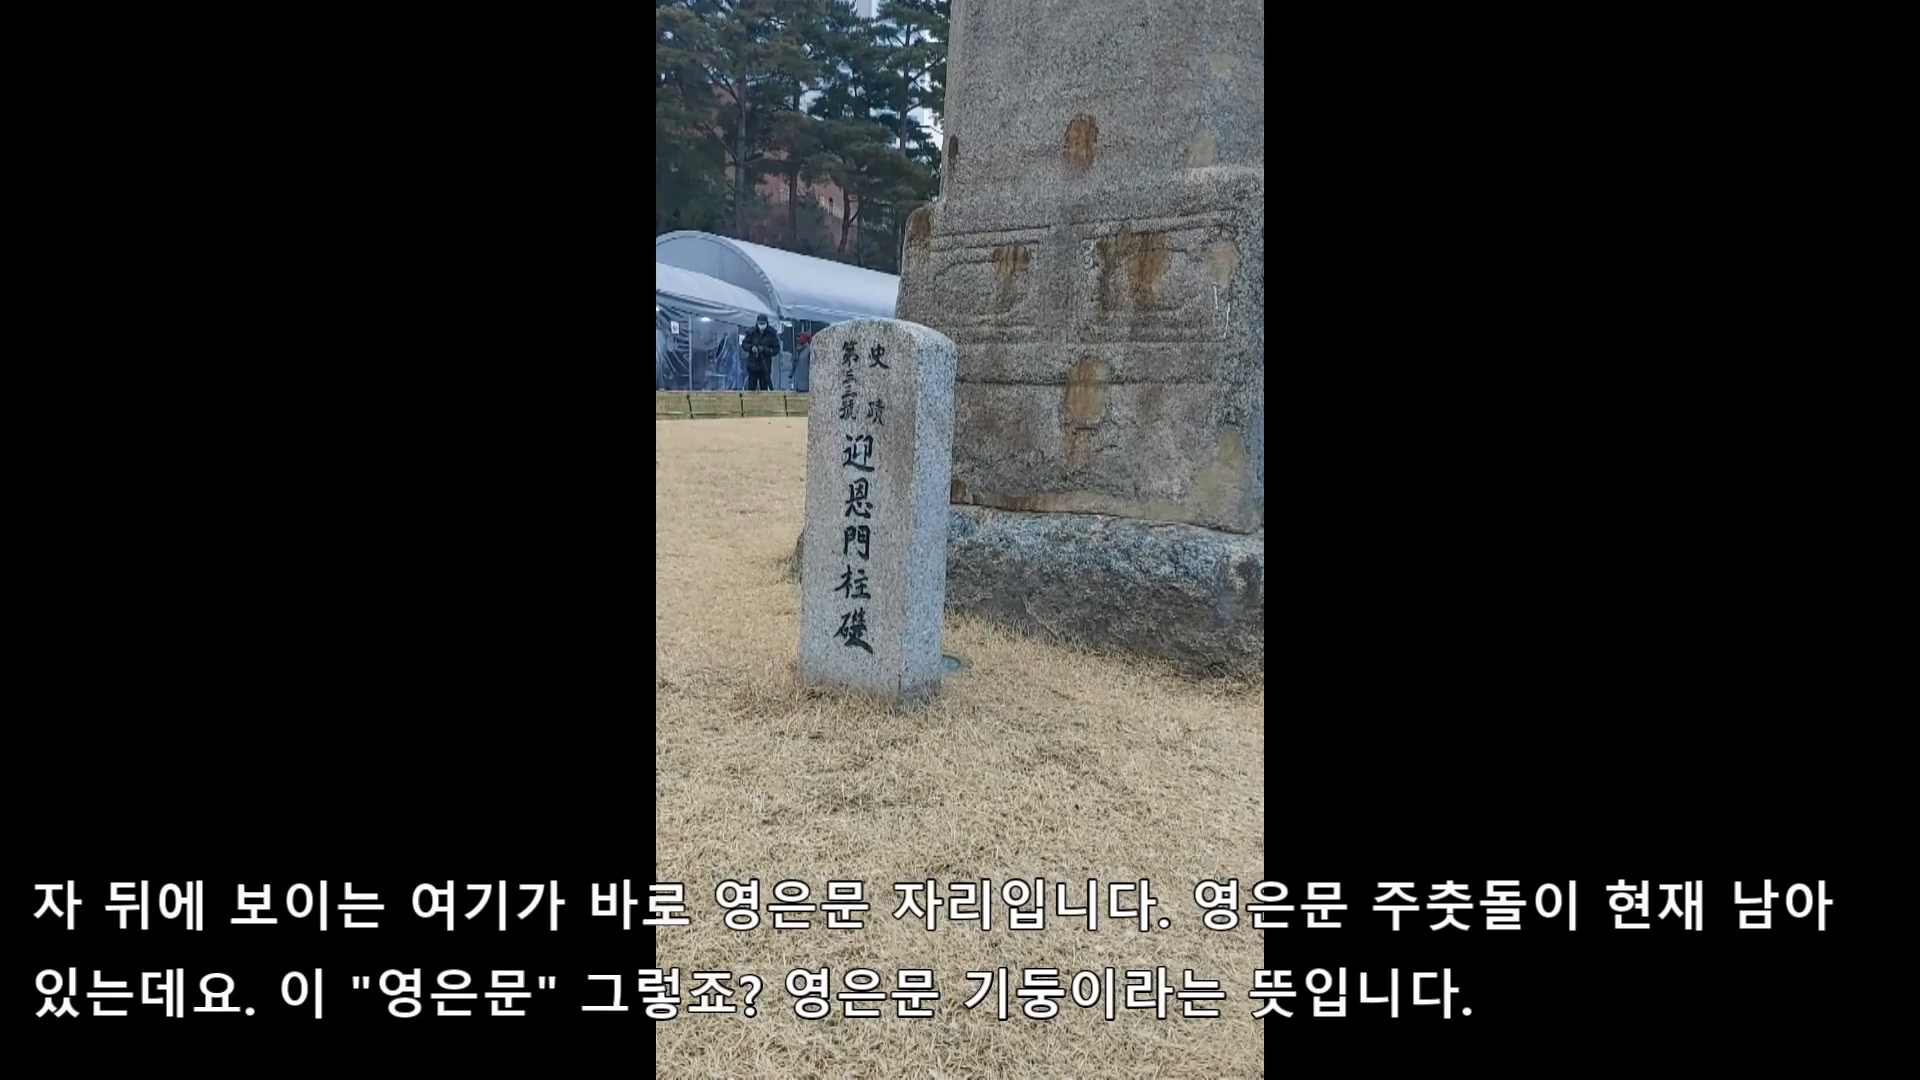 史蹟
第三三號
迎恩門柱礎
자 뒤에 보이는 여기가 바로 영은문 자리입니다. 영은문 주춧돌이 현재 남아
있는데요. 이 "영은문" 그렇죠? 영은문 기둥이라는 뜻입니다.